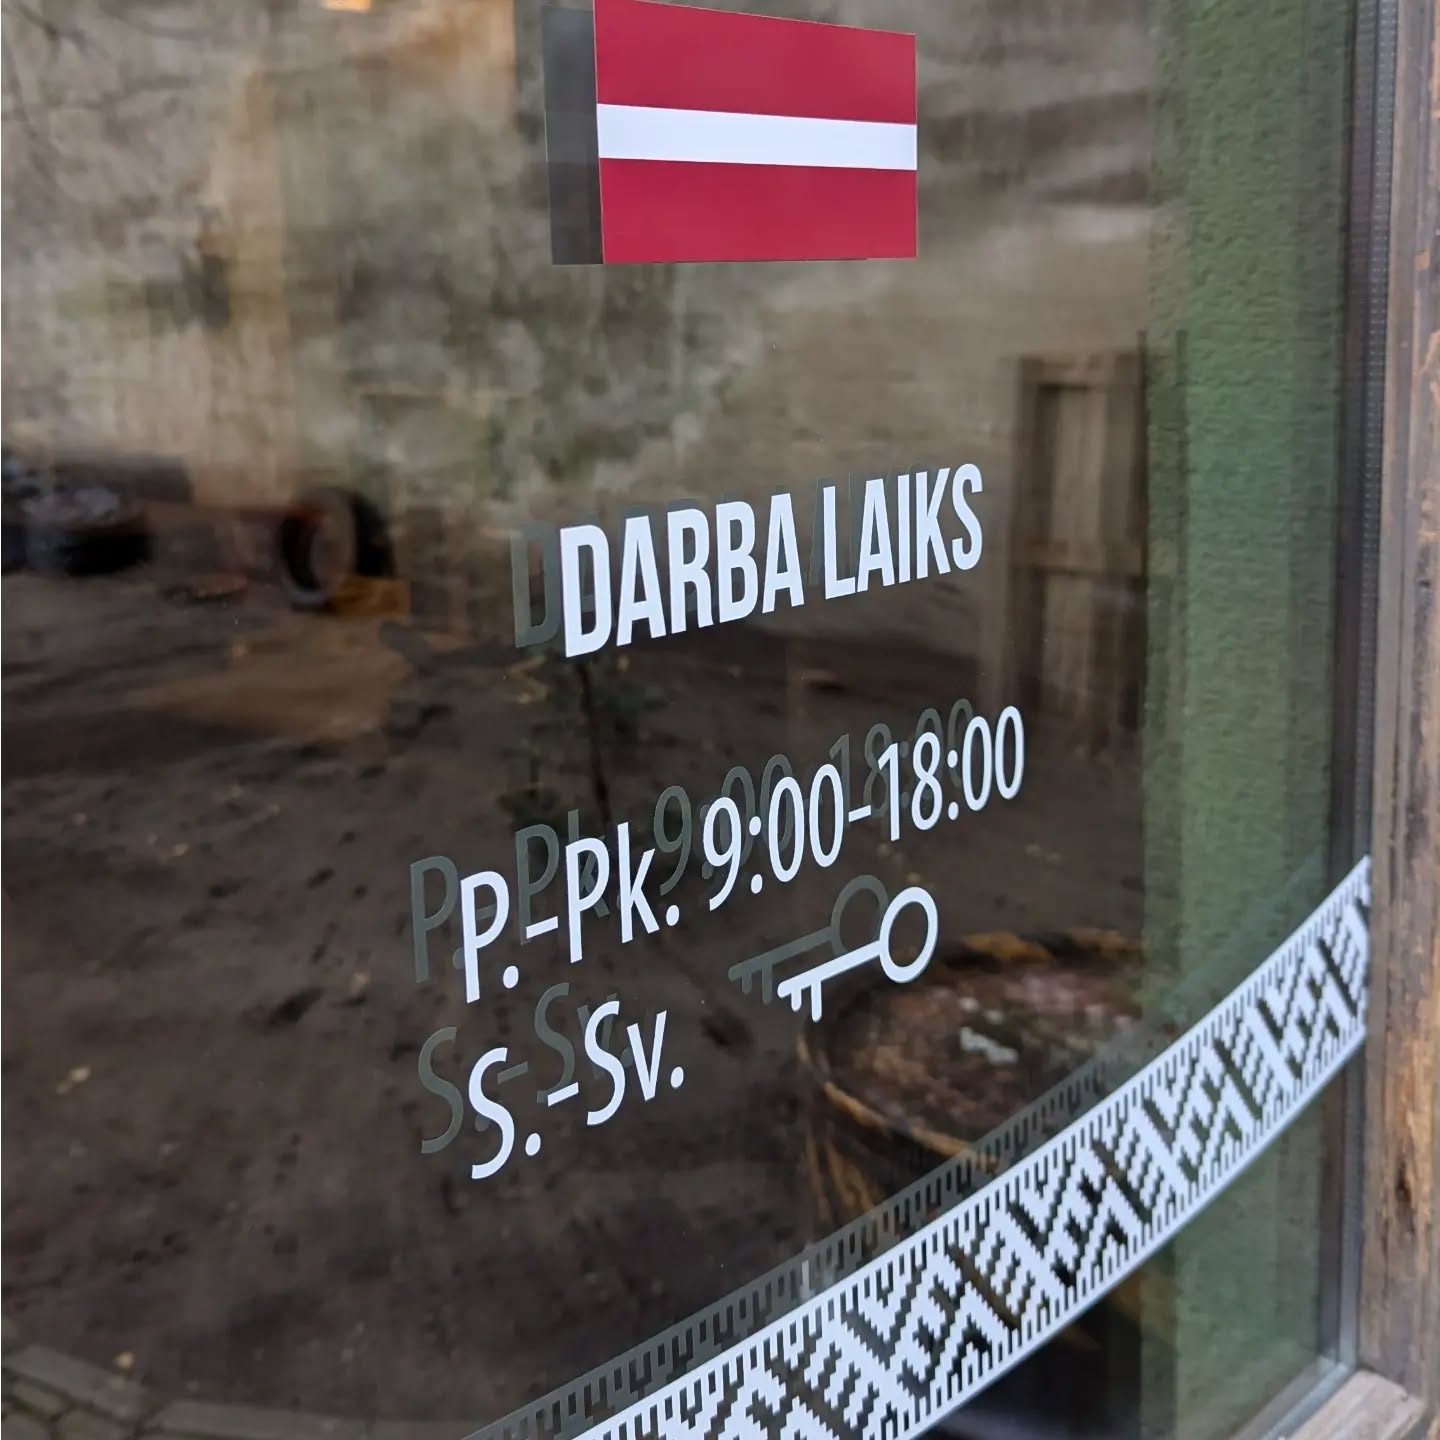 DARBA LAIKS
P.-Pk. 9:00-18:00
S.-Sv.